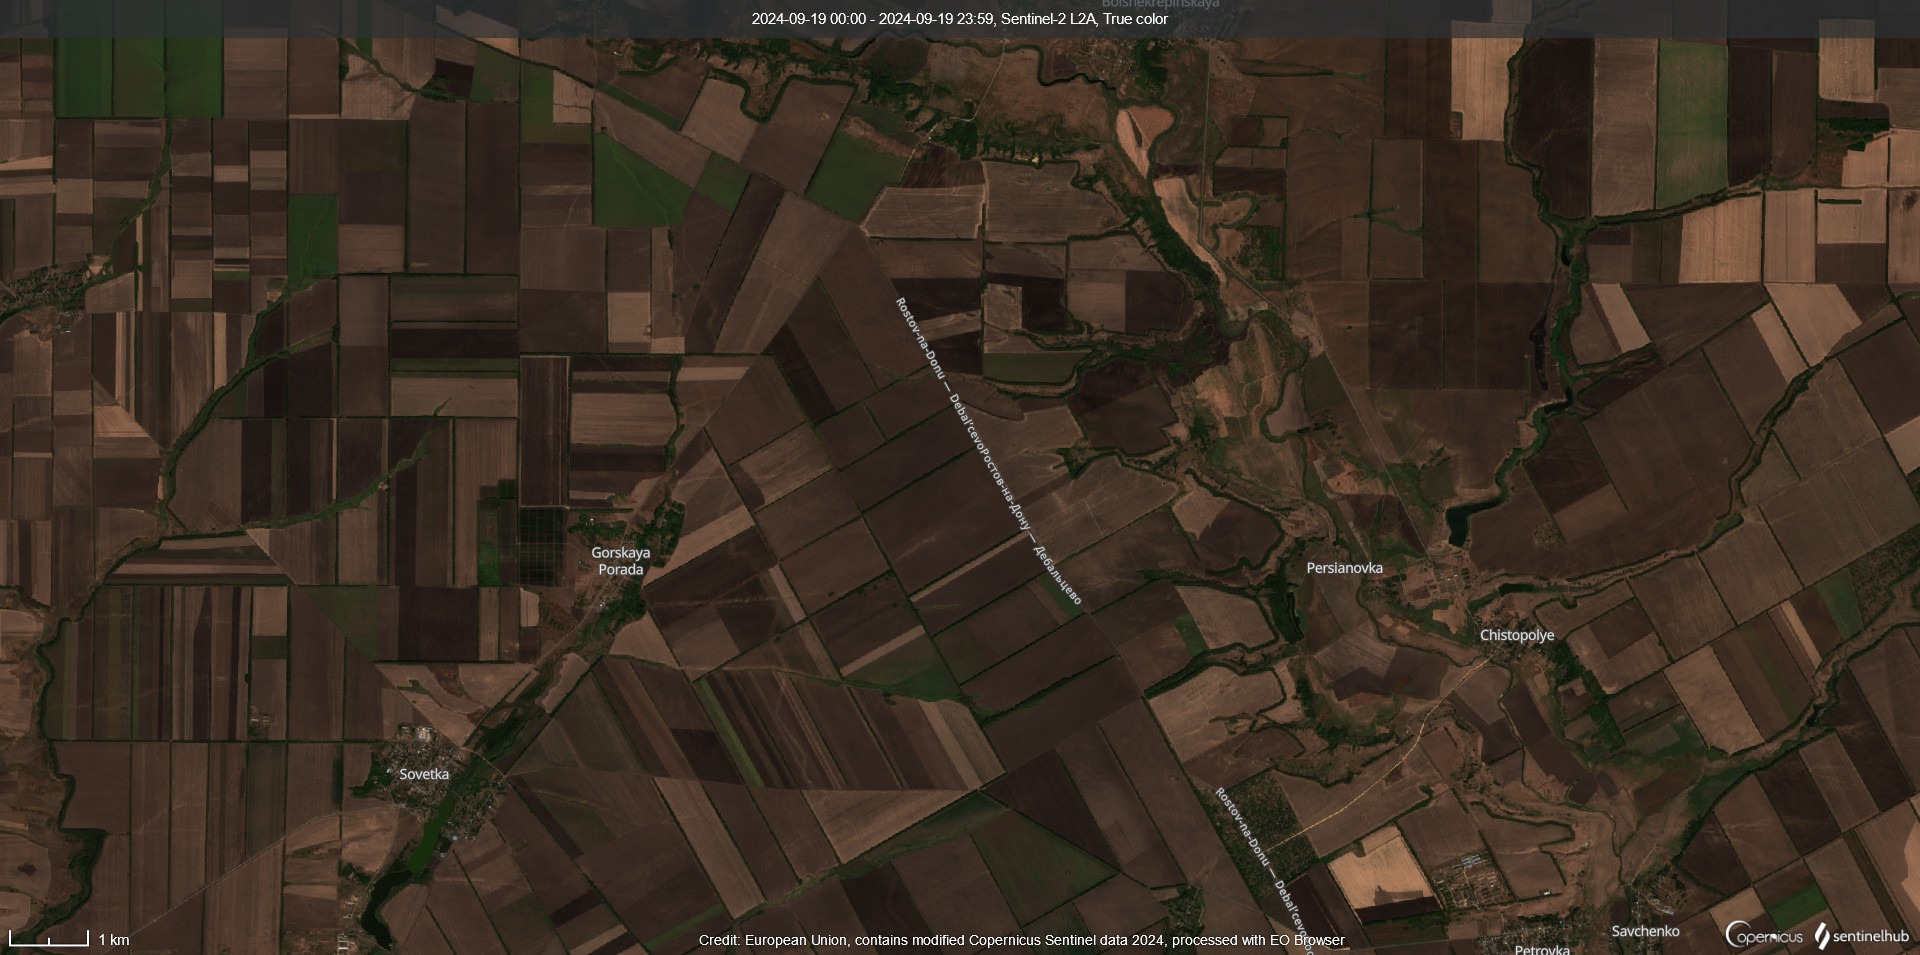 Bolshekrepinskaya
2024-09-19 00:00 - 2024-09-19 23:59, Sentinel-2 L2A, True color
Rostov-na-Donu — Debal'cevoРостов-на-Дону — Дебальцево
Gorskaya
Porada
Persianovka
Chistopolye
Sovetka
Rostov-na-Donu — Debal'cevo
Savchenko
Petrovka
1 km
Credit: European Union, contains modified Copernicus Sentinel data 2024, processed with EO Browser
Copernicus
sentinelhub